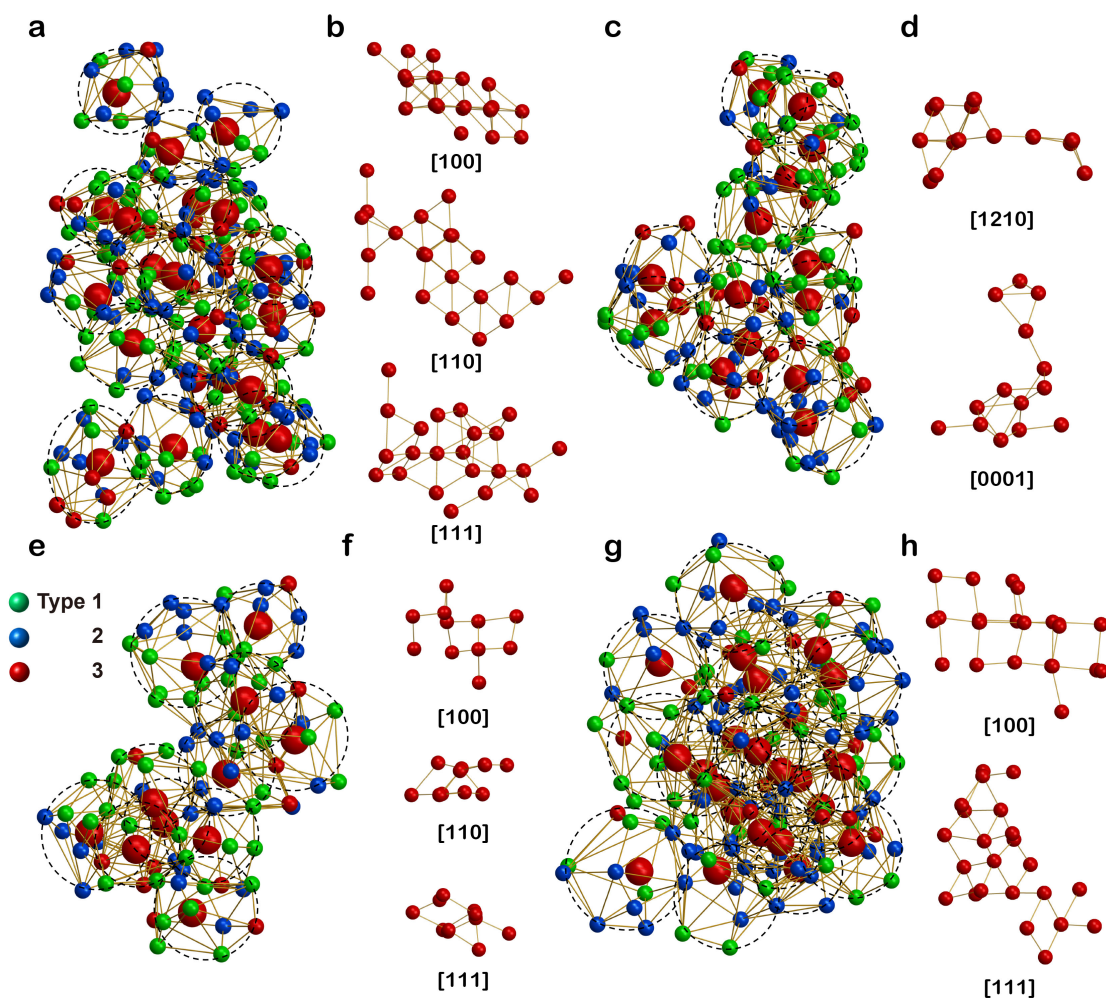 a
b
c
d
[100]
[110]
[111]
[1210]
[0001]
e
f
g
h
Type 1
2
3
[100]
[110]
[111]
[100]
[111]